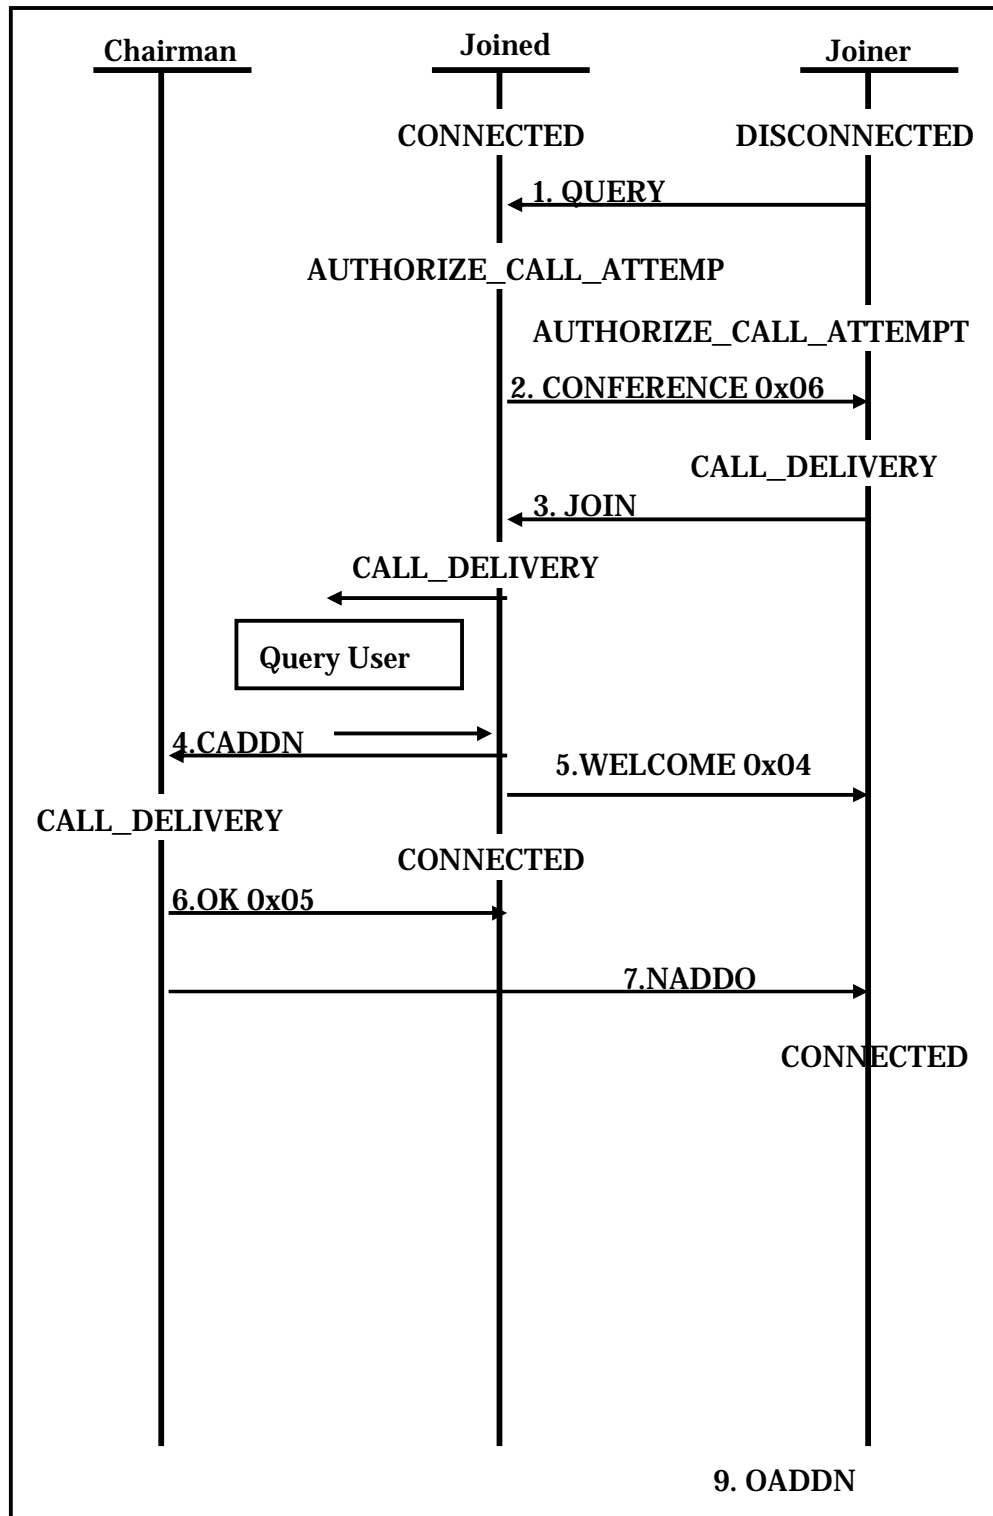 Chairman
Joined
Joiner
CONNECTED
DISCONNECTED
1. QUERY
AUTHORIZE_CALL_ATTEMP
AUTHORIZE_CALL_ATTEMPT
2. CONFERENCE 0x06
CALL_DELIVERY
3. JOIN
CALL_DELIVERY
Query User
4.CADDN
5.WELCOME 0x04
CALL_DELIVERY
CONNECTED
6.OK 0x05
7.NADDO
CONNECTED
9. OADDN